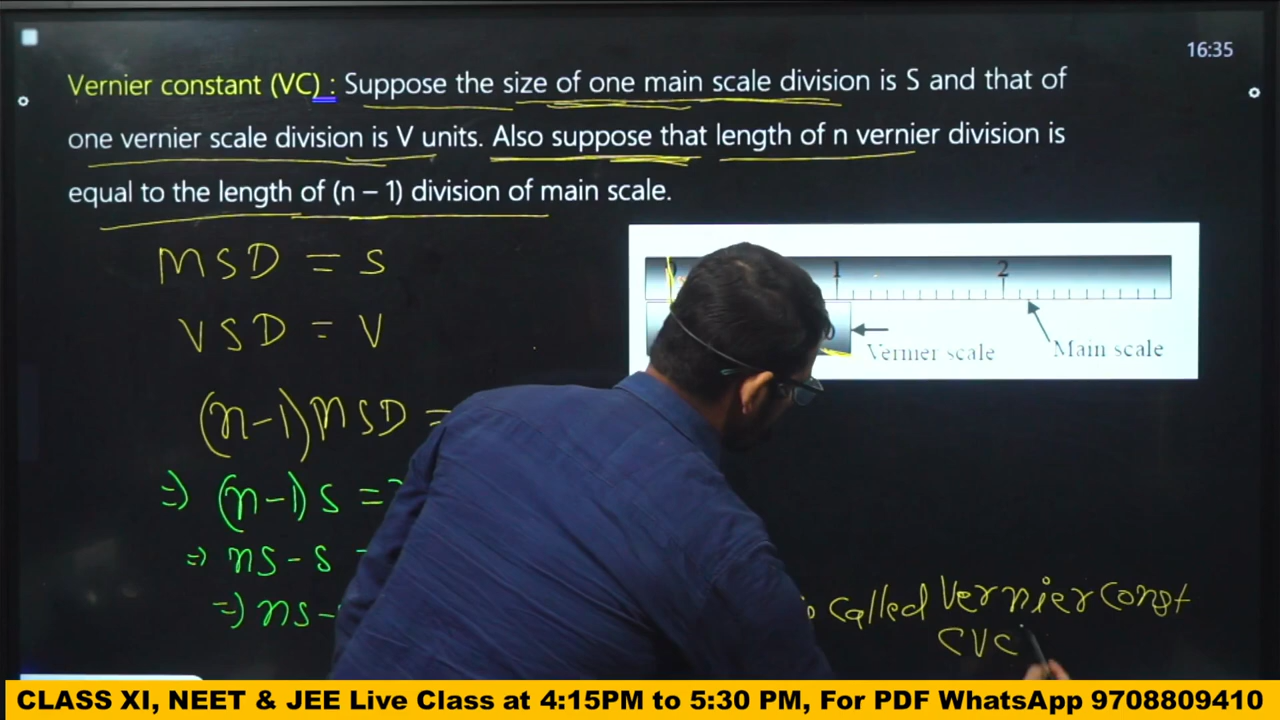 16:35
Vernier constant (VC) : Suppose the size of one main scale division is S and that of
one vernier scale division is V units. Also suppose that length of n vernier division is
equal to the length of (n – 1) division of main scale.
MSD = S
VSD = V
(n-1) MSD =
⇒ (n-1) S =
⇒ nS - S
⇒ nS -
1
2
Vernier scale
Main scale
called Vernier Const
(VC
CLASS XI, NEET & JEE Live Class at 4:15PM to 5:30 PM, For PDF WhatsApp 9708809410